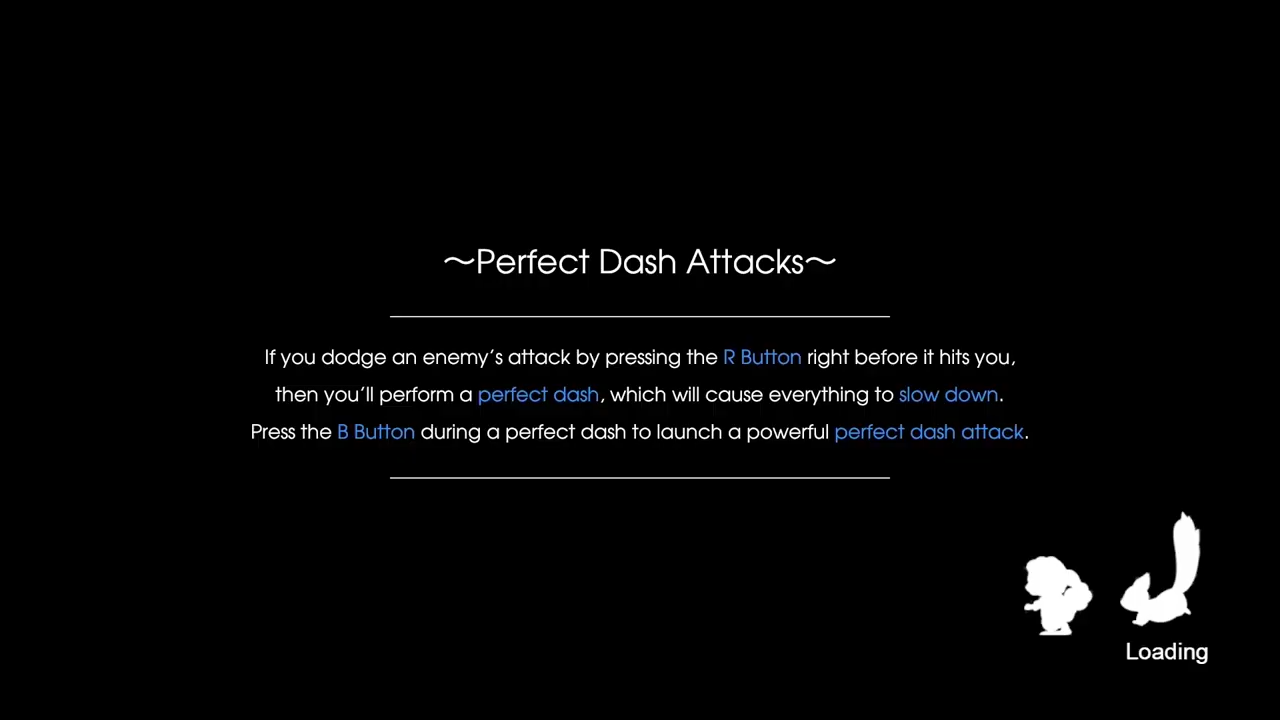 ～Perfect Dash Attacks～
If you dodge an enemy's attack by pressing the R Button right before it hits you,
then you'll perform a perfect dash, which will cause everything to slow down.
Press the B Button during a perfect dash to launch a powerful perfect dash attack.
Loading